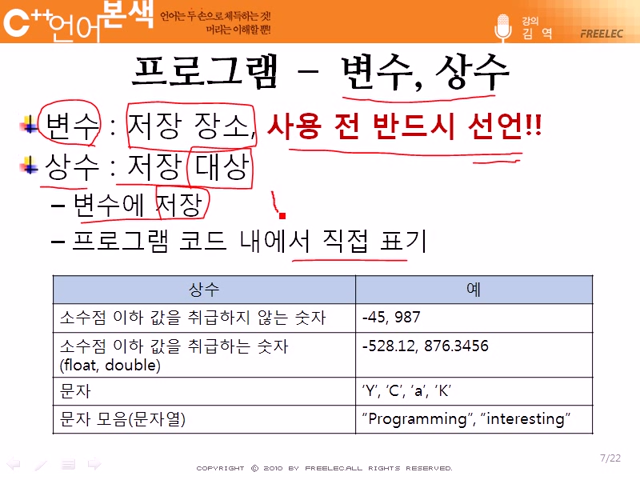 C++언어본색
언어는 두 손으로 체득하는 것!
머리는 이해할 뿐!
강의
김 역
FREELEC
프로그램 – 변수, 상수
변수 : 저장 장소, 사용 전 반드시 선언!!
상수 : 저장 대상
– 변수에 저장
– 프로그램 코드 내에서 직접 표기
상수 예
소수점 이하 값을 취급하지 않는 숫자 -45, 987
소수점 이하 값을 취급하는 숫자 -528.12, 876.3456
(float, double)
문자 ‘Y’, ‘C’, ‘a’, ‘K’
문자 모음(문자열) “Programming”, “interesting”
7/22
COPYRIGHT © 2010 BY FREELEC.ALL RIGHTS RESERVED.